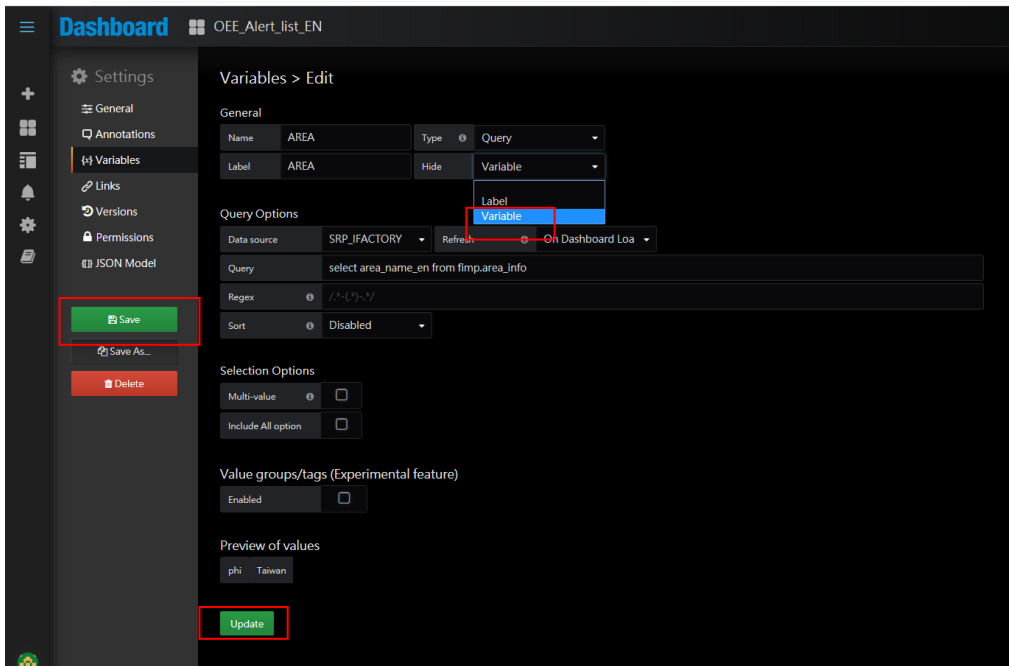 Dashboard OEE_Alert_list_EN
Settings
General
Annotations
Variables
Links
Versions
Permissions
JSON Model
Save
Save As...
Delete
Variables > Edit
General
Name AREA Type Query
Label AREA Hide Variable
Label
Variable
Query Options
Data source SRP_IFACTORY Refresh On Dashboard Loa
Query select area_name_en from fimp.area_info
Regex /.*-(.*)-.*/
Sort Disabled
Selection Options
Multi-value
Include All option
Value groups/tags (Experimental feature)
Enabled
Preview of values
phi Taiwan
Update